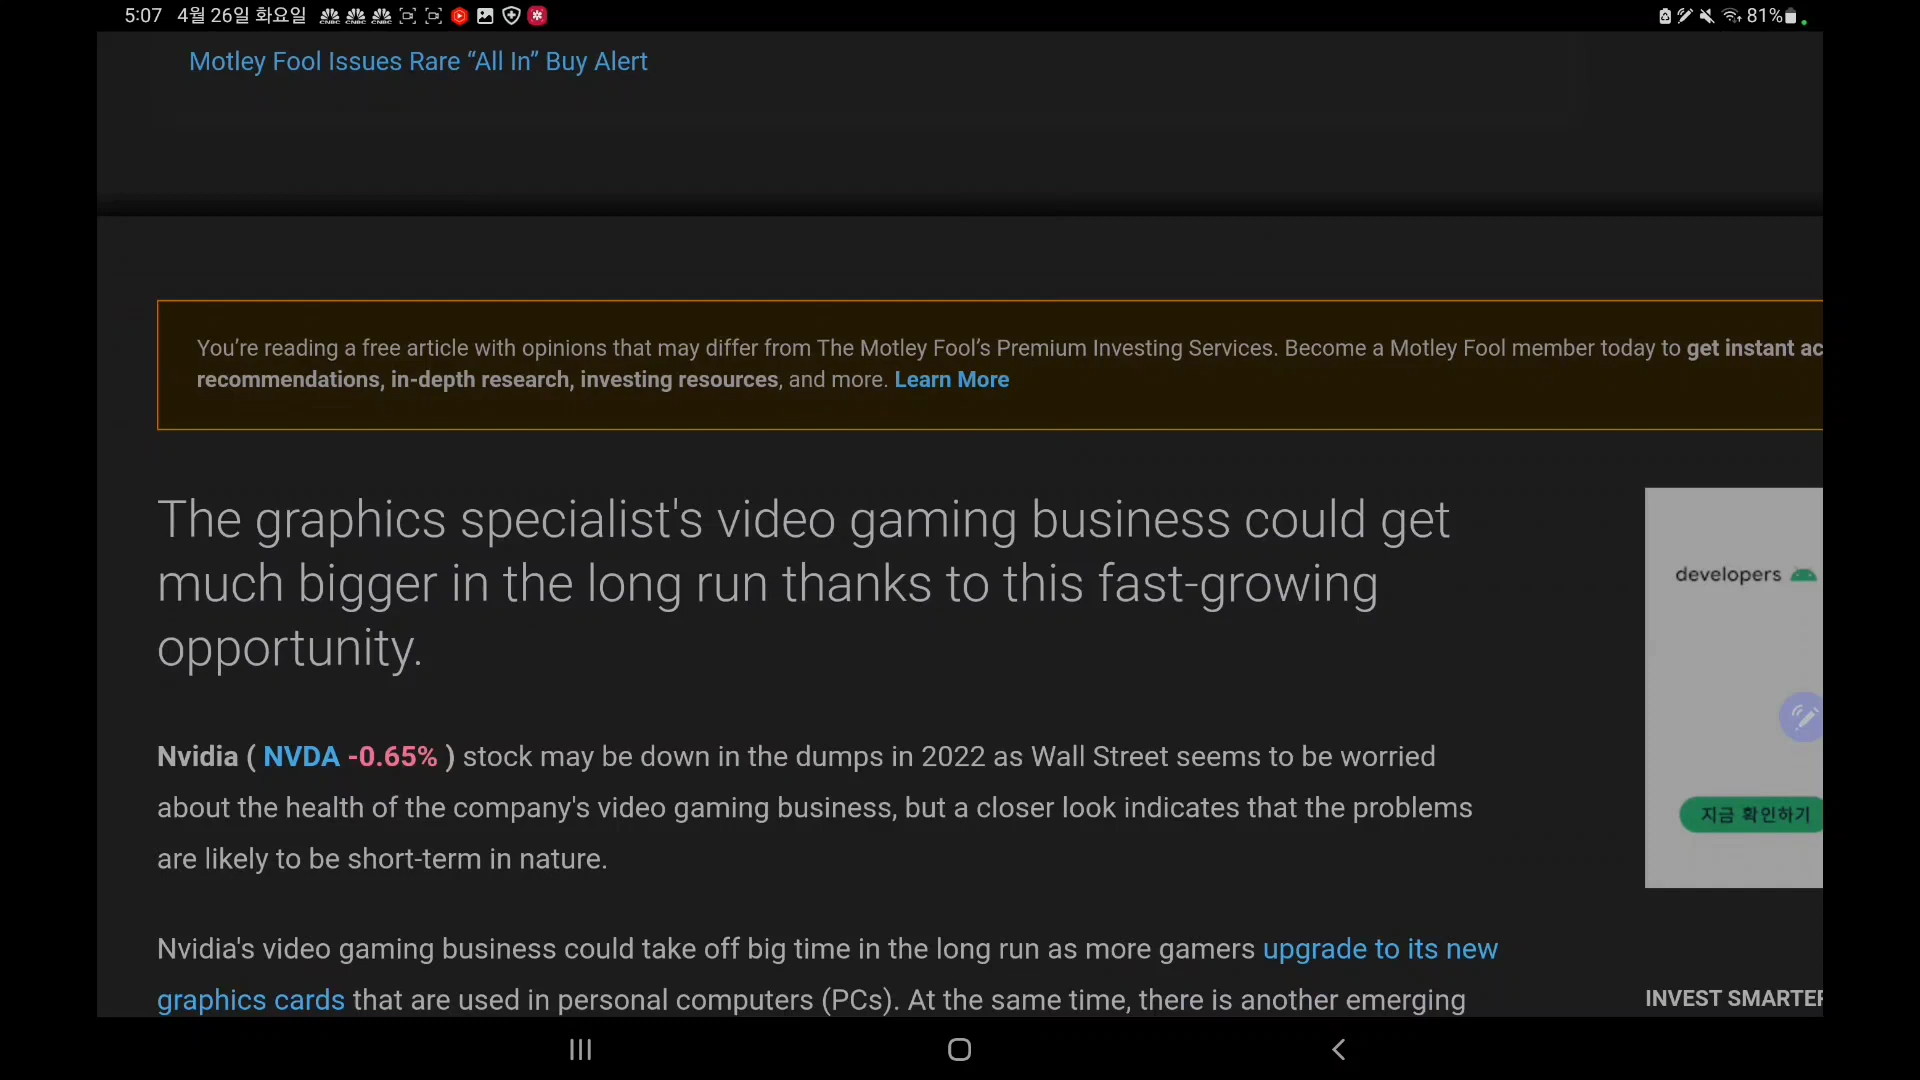 5:07 4월 26일 화요일
81%
Motley Fool Issues Rare “All In” Buy Alert
You’re reading a free article with opinions that may differ from The Motley Fool’s Premium Investing Services. Become a Motley Fool member today to get instant ac
recommendations, in-depth research, investing resources, and more. Learn More
The graphics specialist's video gaming business could get
much bigger in the long run thanks to this fast-growing
opportunity.
developers
Nvidia ( NVDA -0.65% ) stock may be down in the dumps in 2022 as Wall Street seems to be worried
about the health of the company's video gaming business, but a closer look indicates that the problems
지금 확인하기
are likely to be short-term in nature.
Nvidia's video gaming business could take off big time in the long run as more gamers upgrade to its new
graphics cards that are used in personal computers (PCs). At the same time, there is another emerging
INVEST SMARTER